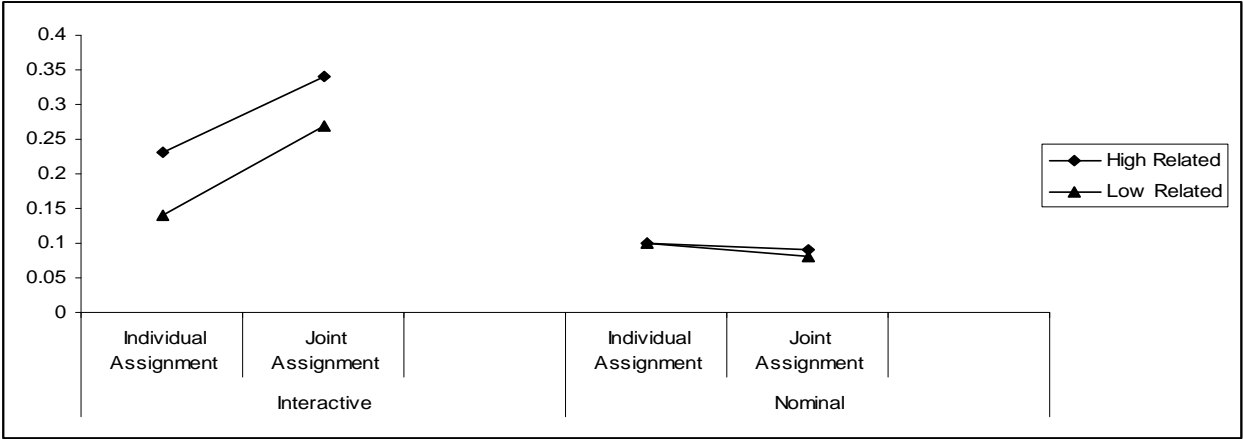 0.4
0.35
0.3
0.25
0.2
0.15
0.1
0.05
0
Individual
Assignment
Joint
Assignment
Individual
Assignment
Joint
Assignment
Interactive
Nominal
High Related
Low Related